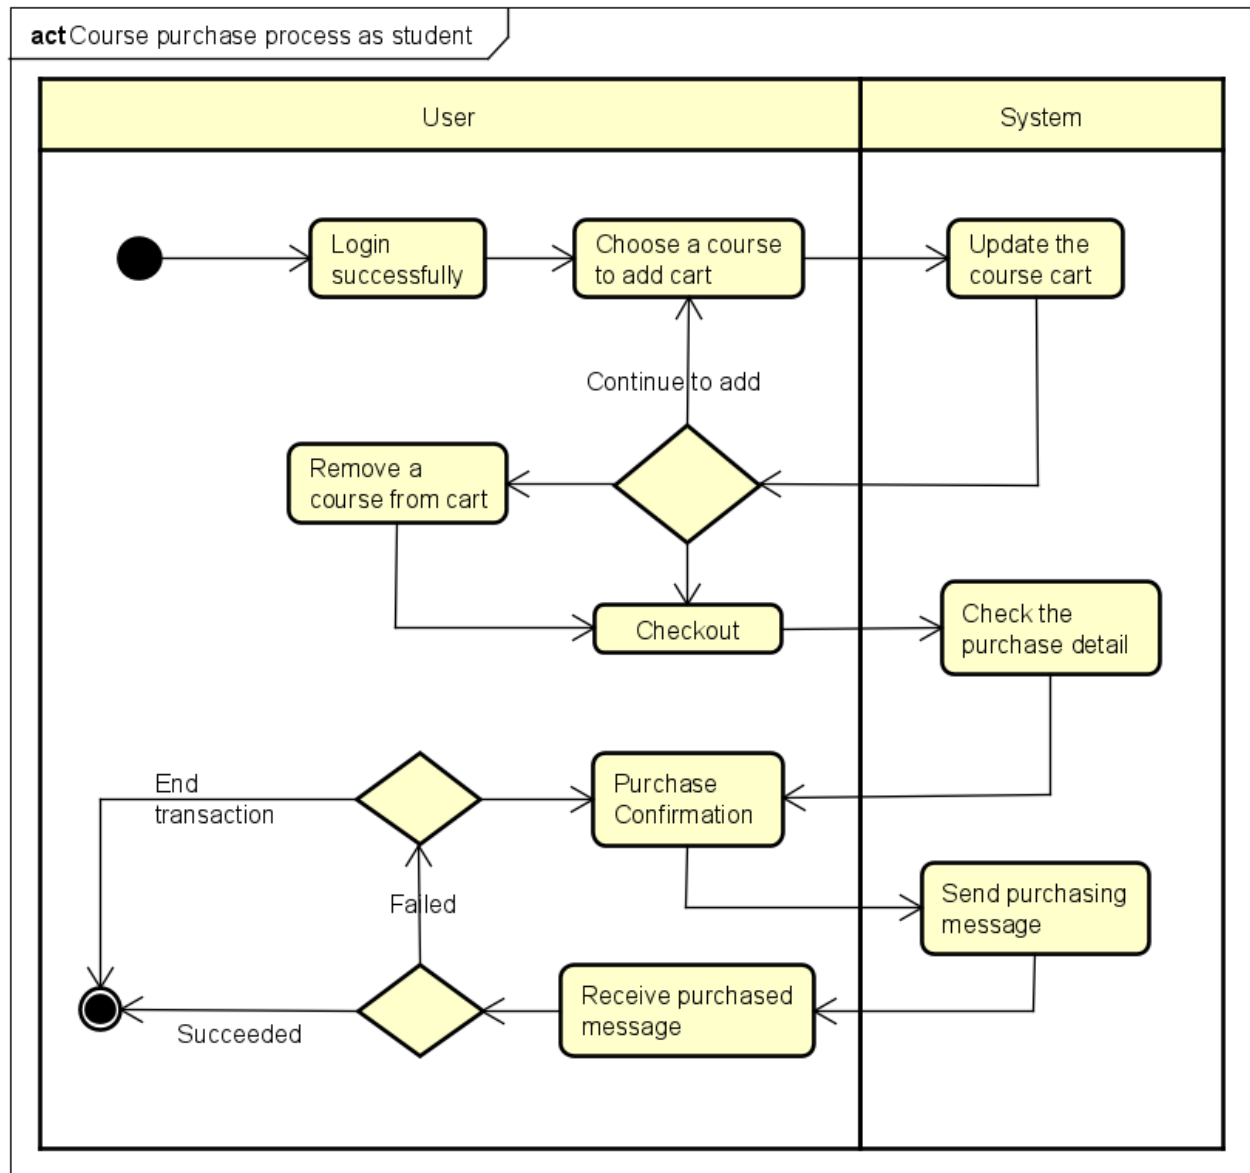 act Course purchase process as student
User
System
Login
successfully
Choose a course
to add cart
Update the
course cart
Continue to add
Remove a
course from cart
Checkout
Check the
purchase detail
End
transaction
Purchase
Confirmation
Failed
Send purchasing
message
Receive purchased
message
Succeeded